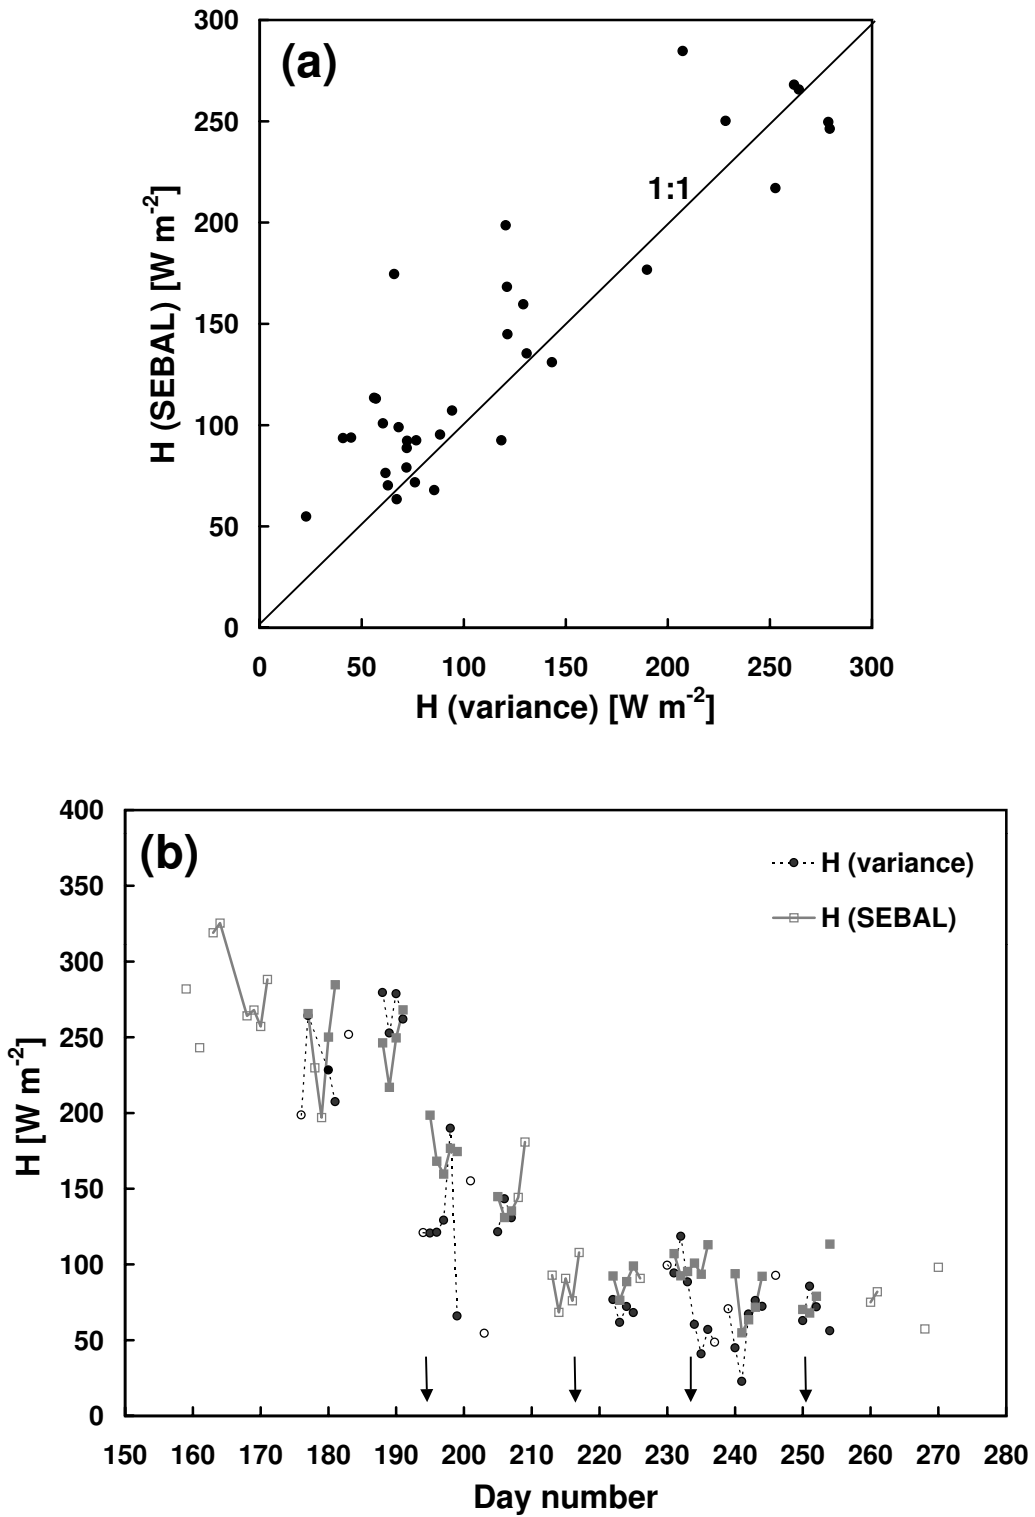 (a)
300
250
200
150
100
50
0
H (SEBAL) [W m⁻²]
1:1
0 50 100 150 200 250 300
H (variance) [W m⁻²]
(b)
400
350
300
250
200
150
100
50
0
H [W m⁻²]
H (variance)
H (SEBAL)
150 160 170 180 190 200 210 220 230 240 250 260 270 280
Day number